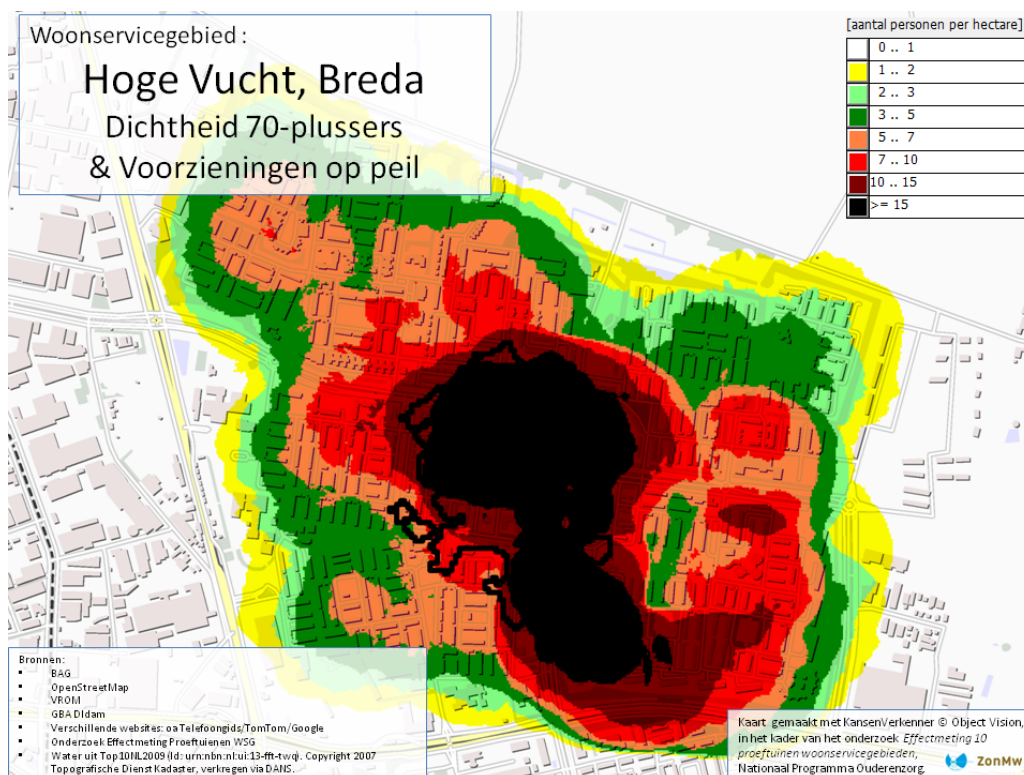 Woonservicegebied :
Hoge Vucht, Breda
Dichtheid 70-plussers
& Voorzieningen op peil
[aantal personen per hectare]
0 .. 1
1 .. 2
2 .. 3
3 .. 5
5 .. 7
7 .. 10
10 .. 15
>= 15
Bronnen:
▪ BAG
▪ OpenStreetMap
▪ VROM
▪ GBA DIdam
▪ Verschillende websites: oa Telefoongids/TomTom/Google
▪ Onderzoek Effectmeting Proeftuienen WSG
▪ Water uit Top10NL2009 (Id: urn:nbn:nl:ui:13-fft-twq). Copyright 2007
Topografische Dienst Kadaster, verkregen via DANS.
Kaart gemaakt met KansenVerkenner © Object Vision,
in het kader van het onderzoek Effectmeting 10
proeftuinen woonservicegebieden,
Nationaal Programma Ouderenzorg.
ZonMw